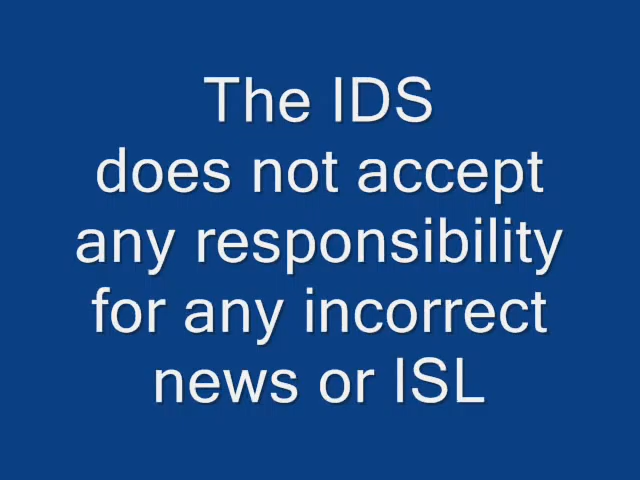 The IDS
does not accept
any responsibility
for any incorrect
news or ISL